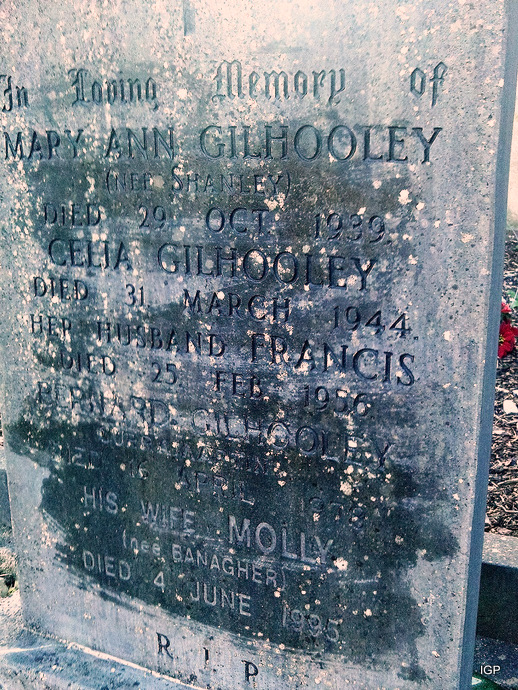 In Loving Memory of
MARY ANN GILHOOLEY
(NEE SHANLEY)
DIED 29 OCT. 1939.
CELIA GILHOOLEY
DIED 31 MARCH 1944.
HER HUSBAND FRANCIS
DIED 25 FEB. 1956
BERNARD GILHOOLEY
16 APRIL
HIS WIFE MOLLY
(nee BANAGHER)
DIED 4 JUNE 1995
R I P
IGP